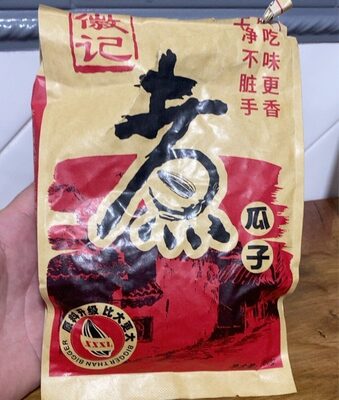 徽记
吃味更香
净不脏手
煮
瓜子
原料升级 比大更大
XXXL
BIGGER THAN BIGGER